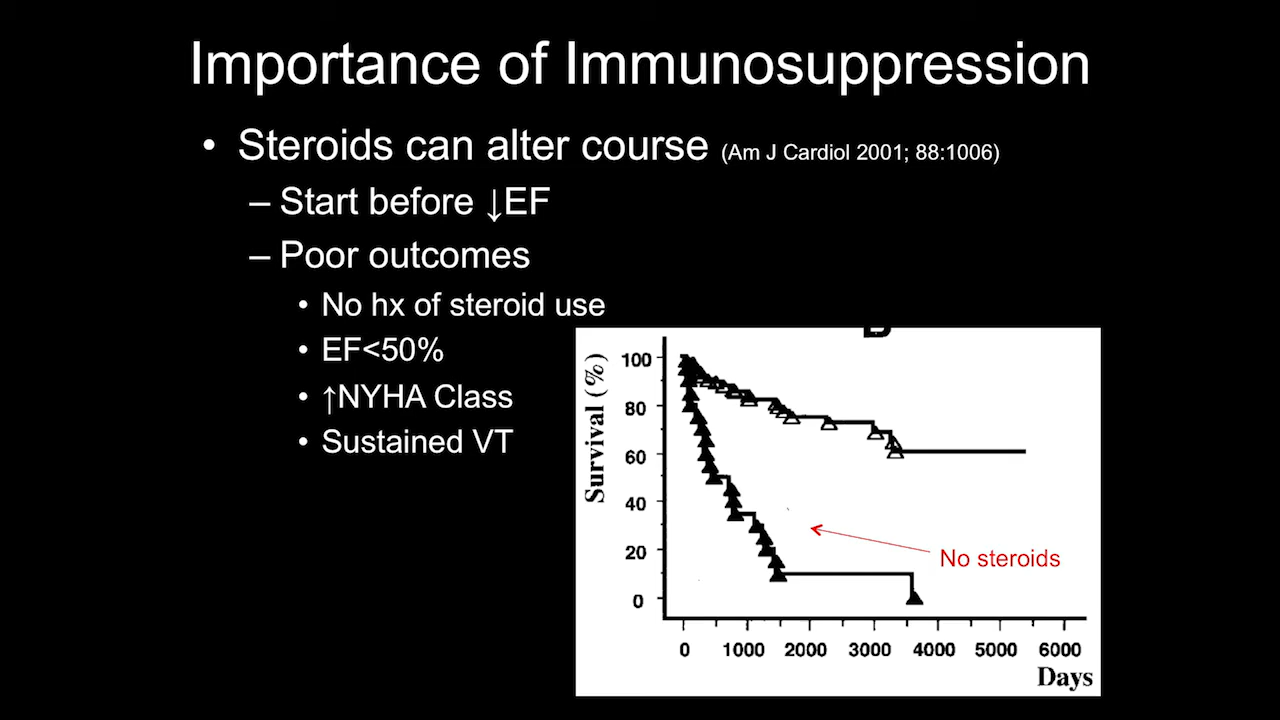 Importance of Immunosuppression
• Steroids can alter course (Am J Cardiol 2001; 88:1006)
– Start before ↓EF
– Poor outcomes
• No hx of steroid use
• EF<50%
• ↑NYHA Class
• Sustained VT
Survival (%)
100
80
60
40
20
0
No steroids
0 1000 2000 3000 4000 5000 6000
Days